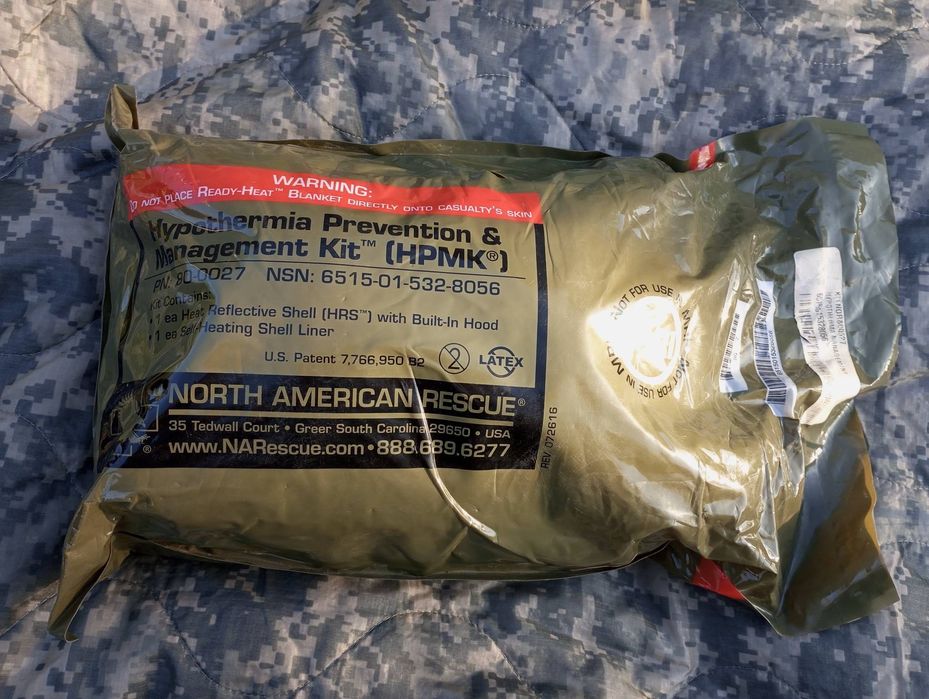 WARNING:
DO NOT PLACE READY-HEAT™ BLANKET DIRECTLY ONTO CASUALTY'S SKIN
Hypothermia Prevention &
Management Kit™ (HPMK®)
PN: 80-0027 NSN: 6515-01-532-8056
Kit Contains:
• 1 ea Heat Reflective Shell (HRS™) with Built-In Hood
• 1 ea Self-Heating Shell Liner
U.S. Patent 7,766,950 B2
2
LATEX
NORTH AMERICAN RESCUE®
35 Tedwall Court • Greer South Carolina 29650 • USA
www.NARescue.com • 888.689.6277
REV 072616
NOT FOR USE IN
NOT FOR USE IN